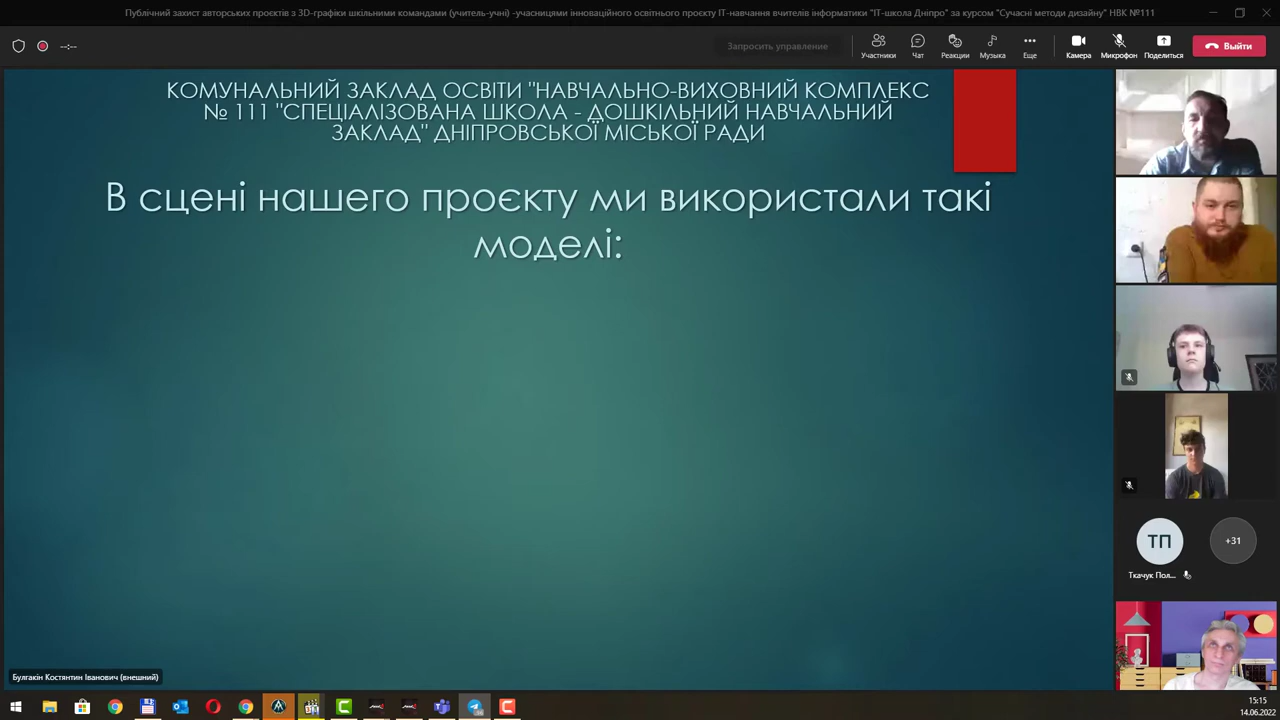 Публічний захист авторських проєктів з 3D-графіки шкільними командами (учитель-учні) -учасницями інноваційного освітнього проєкту ІТ-навчання вчителів інформатики "ІТ-школа Дніпро" за курсом "Сучасні методи дизайну" НВК №111
--:--
Запросить управление
Участники
Чат
Реакции
Музыка
Еще
Камера
Микрофон
Поделиться
Выйти
КОМУНАЛЬНИЙ ЗАКЛАД ОСВІТИ "НАВЧАЛЬНО-ВИХОВНИЙ КОМПЛЕКС
№ 111 "СПЕЦІАЛІЗОВАНА ШКОЛА - ДОШКІЛЬНИЙ НАВЧАЛЬНИЙ
ЗАКЛАД" ДНІПРОВСЬКОЇ МІСЬКОЇ РАДИ
В сцені нашего проєкту ми використали такі
моделі:
ТП
+31
Ткачук Пол...
Булгакін Костянтин Іванович (внешний)
15:15
14.06.2022